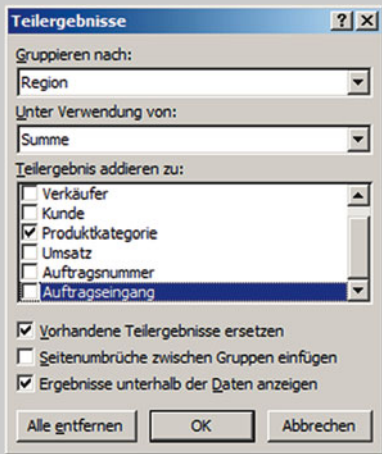 Teilergebnisse
Gruppieren nach:
Region
Unter Verwendung von:
Summe
Teilergebnis addieren zu:
Verkäufer
Kunde
Produktkategorie
Umsatz
Auftragsnummer
Auftragseingang
Vorhandene Teilergebnisse ersetzen
Seitenumbrüche zwischen Gruppen einfügen
Ergebnisse unterhalb der Daten anzeigen
Alle entfernen OK Abbrechen